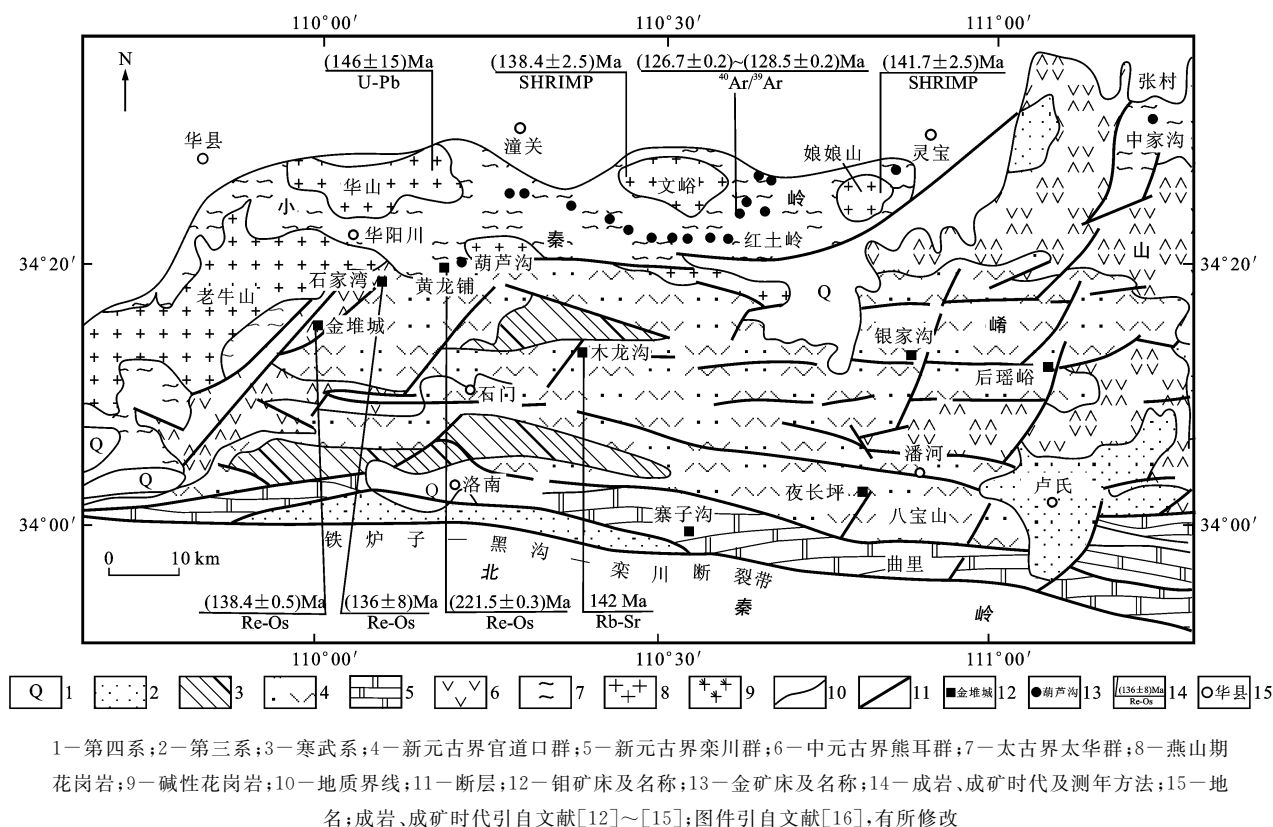 110°00′ 110°30′ 111°00′
N
(146±15)Ma
U-Pb
(138.4±2.5)Ma
SHRIMP
(126.7±0.2)~(128.5±0.2)Ma
⁴⁰Ar/³⁹Ar
(141.7±2.5)Ma
SHRIMP
张村
华县
潼关
娘娘山
灵宝
中家沟
华山
文峪
小
岭
华阳川
秦
红土岭
山
34°20′
34°20′
石家湾
黄龙铺
葫芦沟
老牛山
Q
金堆城
崤
银家沟
木龙沟
后瑶峪
石门
Q
潘河
Q
Q
洛南
夜长坪
卢氏
34°00′
34°00′
寨子沟
八宝山
铁炉子—黑沟—栾川断裂带
曲里
0 10 km
北
秦
岭
(138.4±0.5)Ma
Re-Os
(136±8)Ma
Re-Os
(221.5±0.3)Ma
Re-Os
142 Ma
Rb-Sr
110°00′ 110°30′ 111°00′
Q 1 2 3 4 5 6 7 8 9 10 11 金堆城 12 葫芦沟 13 (136±8)Ma Re-Os 14 华县 15
1—第四系;2—第三系;3—寒武系;4—新元古界官道口群;5—新元古界栾川群;6—中元古界熊耳群;7—太古界太华群;8—燕山期
花岗岩;9—碱性花岗岩;10—地质界线;11—断层;12—钼矿床及名称;13—金矿床及名称;14—成岩、成矿时代及测年方法;15—地
名;成岩、成矿时代引自文献[12]~[15];图件引自文献[16],有所修改